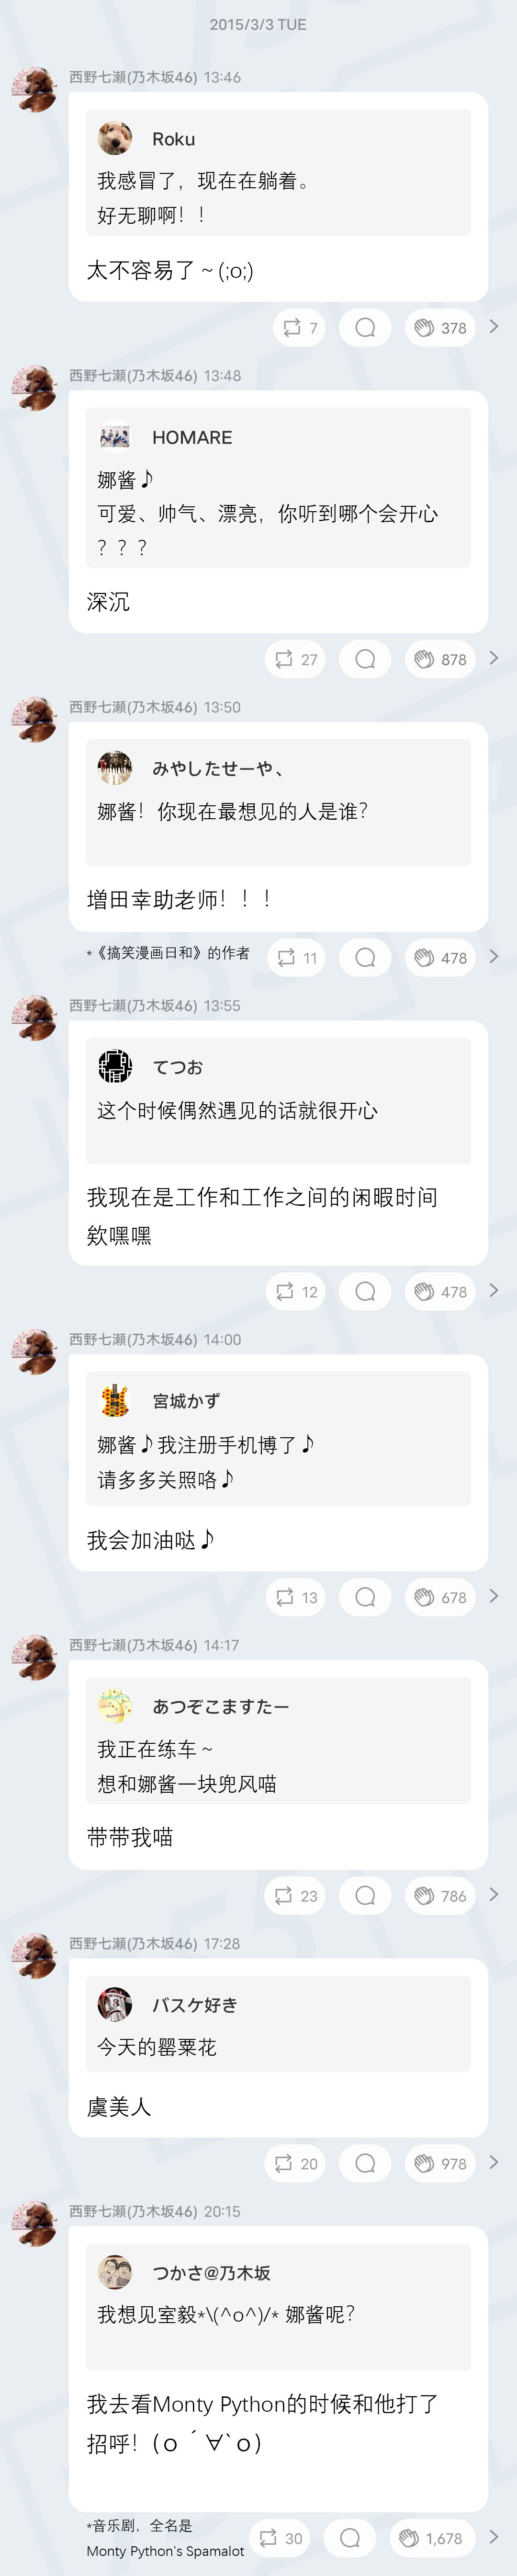 2015/3/3 TUE
西野七瀬(乃木坂46) 13:46
Roku
我感冒了，现在在躺着。
好无聊啊！！
太不容易了～(;o;)
7
378
西野七瀬(乃木坂46) 13:48
HOMARE
娜酱♪
可爱、帅气、漂亮，你听到哪个会开心
？？？
深沉
27
878
西野七瀬(乃木坂46) 13:50
みやしたせーや、
娜酱！你现在最想见的人是谁？
増田幸助老师！！！
*《搞笑漫画日和》的作者
11
478
西野七瀬(乃木坂46) 13:55
てつお
这个时候偶然遇见的话就很开心
我现在是工作和工作之间的闲暇时间
欸嘿嘿
12
478
西野七瀬(乃木坂46) 14:00
宮城かず
娜酱♪我注册手机博了♪
请多多关照咯♪
我会加油哒♪
13
678
西野七瀬(乃木坂46) 14:17
あつぞこますたー
我正在练车～
想和娜酱一块兜风喵
带带我喵
23
786
西野七瀬(乃木坂46) 17:28
バスケ好き
今天的罂粟花
虞美人
20
978
西野七瀬(乃木坂46) 20:15
つかさ@乃木坂
我想见室毅*\(^o^)/* 娜酱呢？
我去看Monty Python的时候和他打了
招呼！(o´∀`o)
*音乐剧，全名是
Monty Python's Spamalot
30
1,678